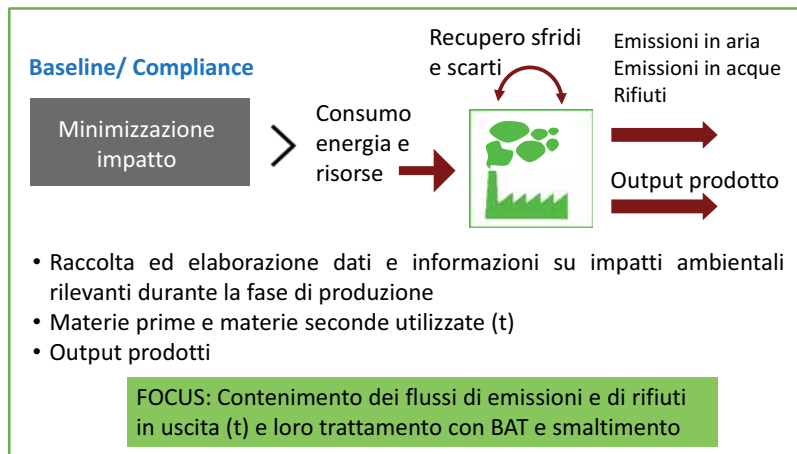 Baseline/ Compliance
Minimizzazione
impatto
>
Consumo
energia e
risorse
Recupero sfridi
e scarti
Emissioni in aria
Emissioni in acque
Rifiuti
Output prodotto
• Raccolta ed elaborazione dati e informazioni su impatti ambientali
rilevanti durante la fase di produzione
• Materie prime e materie seconde utilizzate (t)
• Output prodotti
FOCUS: Contenimento dei flussi di emissioni e di rifiuti
in uscita (t) e loro trattamento con BAT e smaltimento